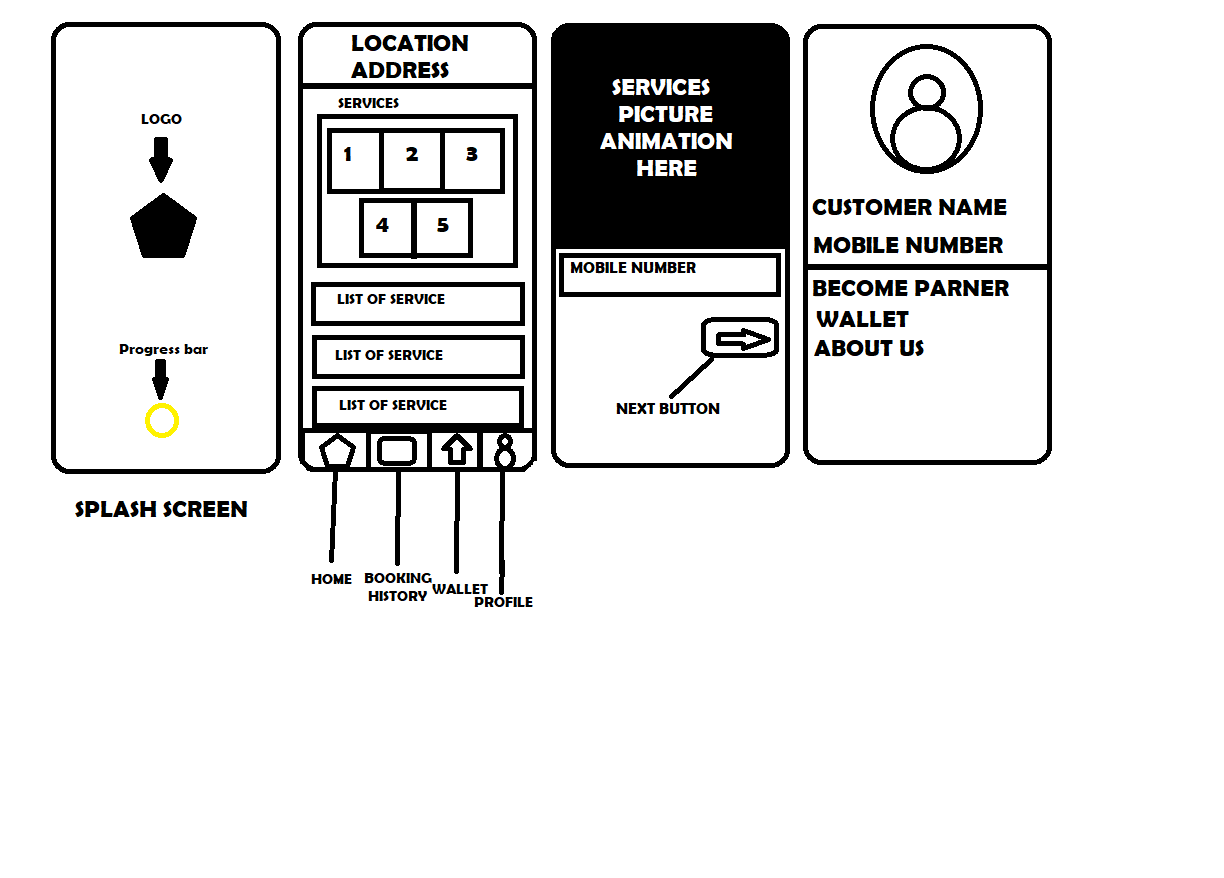 LOGO
Progress bar
SPLASH SCREEN
LOCATION
ADDRESS
SERVICES
1 2 3
4 5
LIST OF SERVICE
LIST OF SERVICE
LIST OF SERVICE
HOME
BOOKING
HISTORY
WALLET
PROFILE
SERVICES
PICTURE
ANIMATION
HERE
MOBILE NUMBER
NEXT BUTTON
CUSTOMER NAME
MOBILE NUMBER
BECOME PARNER
WALLET
ABOUT US